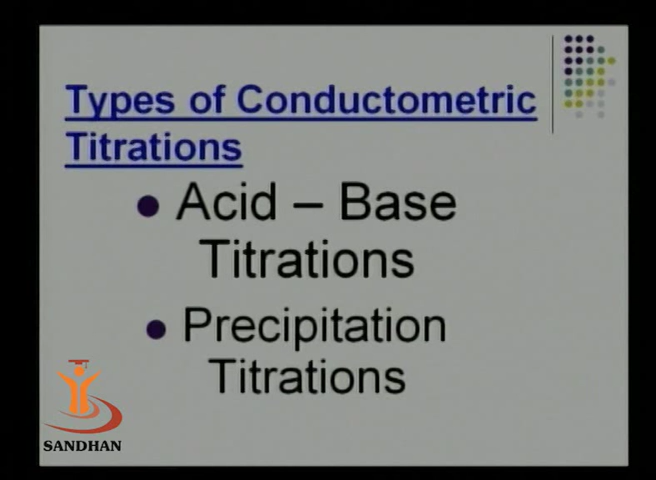 Types of Conductometric
Titrations
● Acid – Base
Titrations
● Precipitation
Titrations
SANDHAN